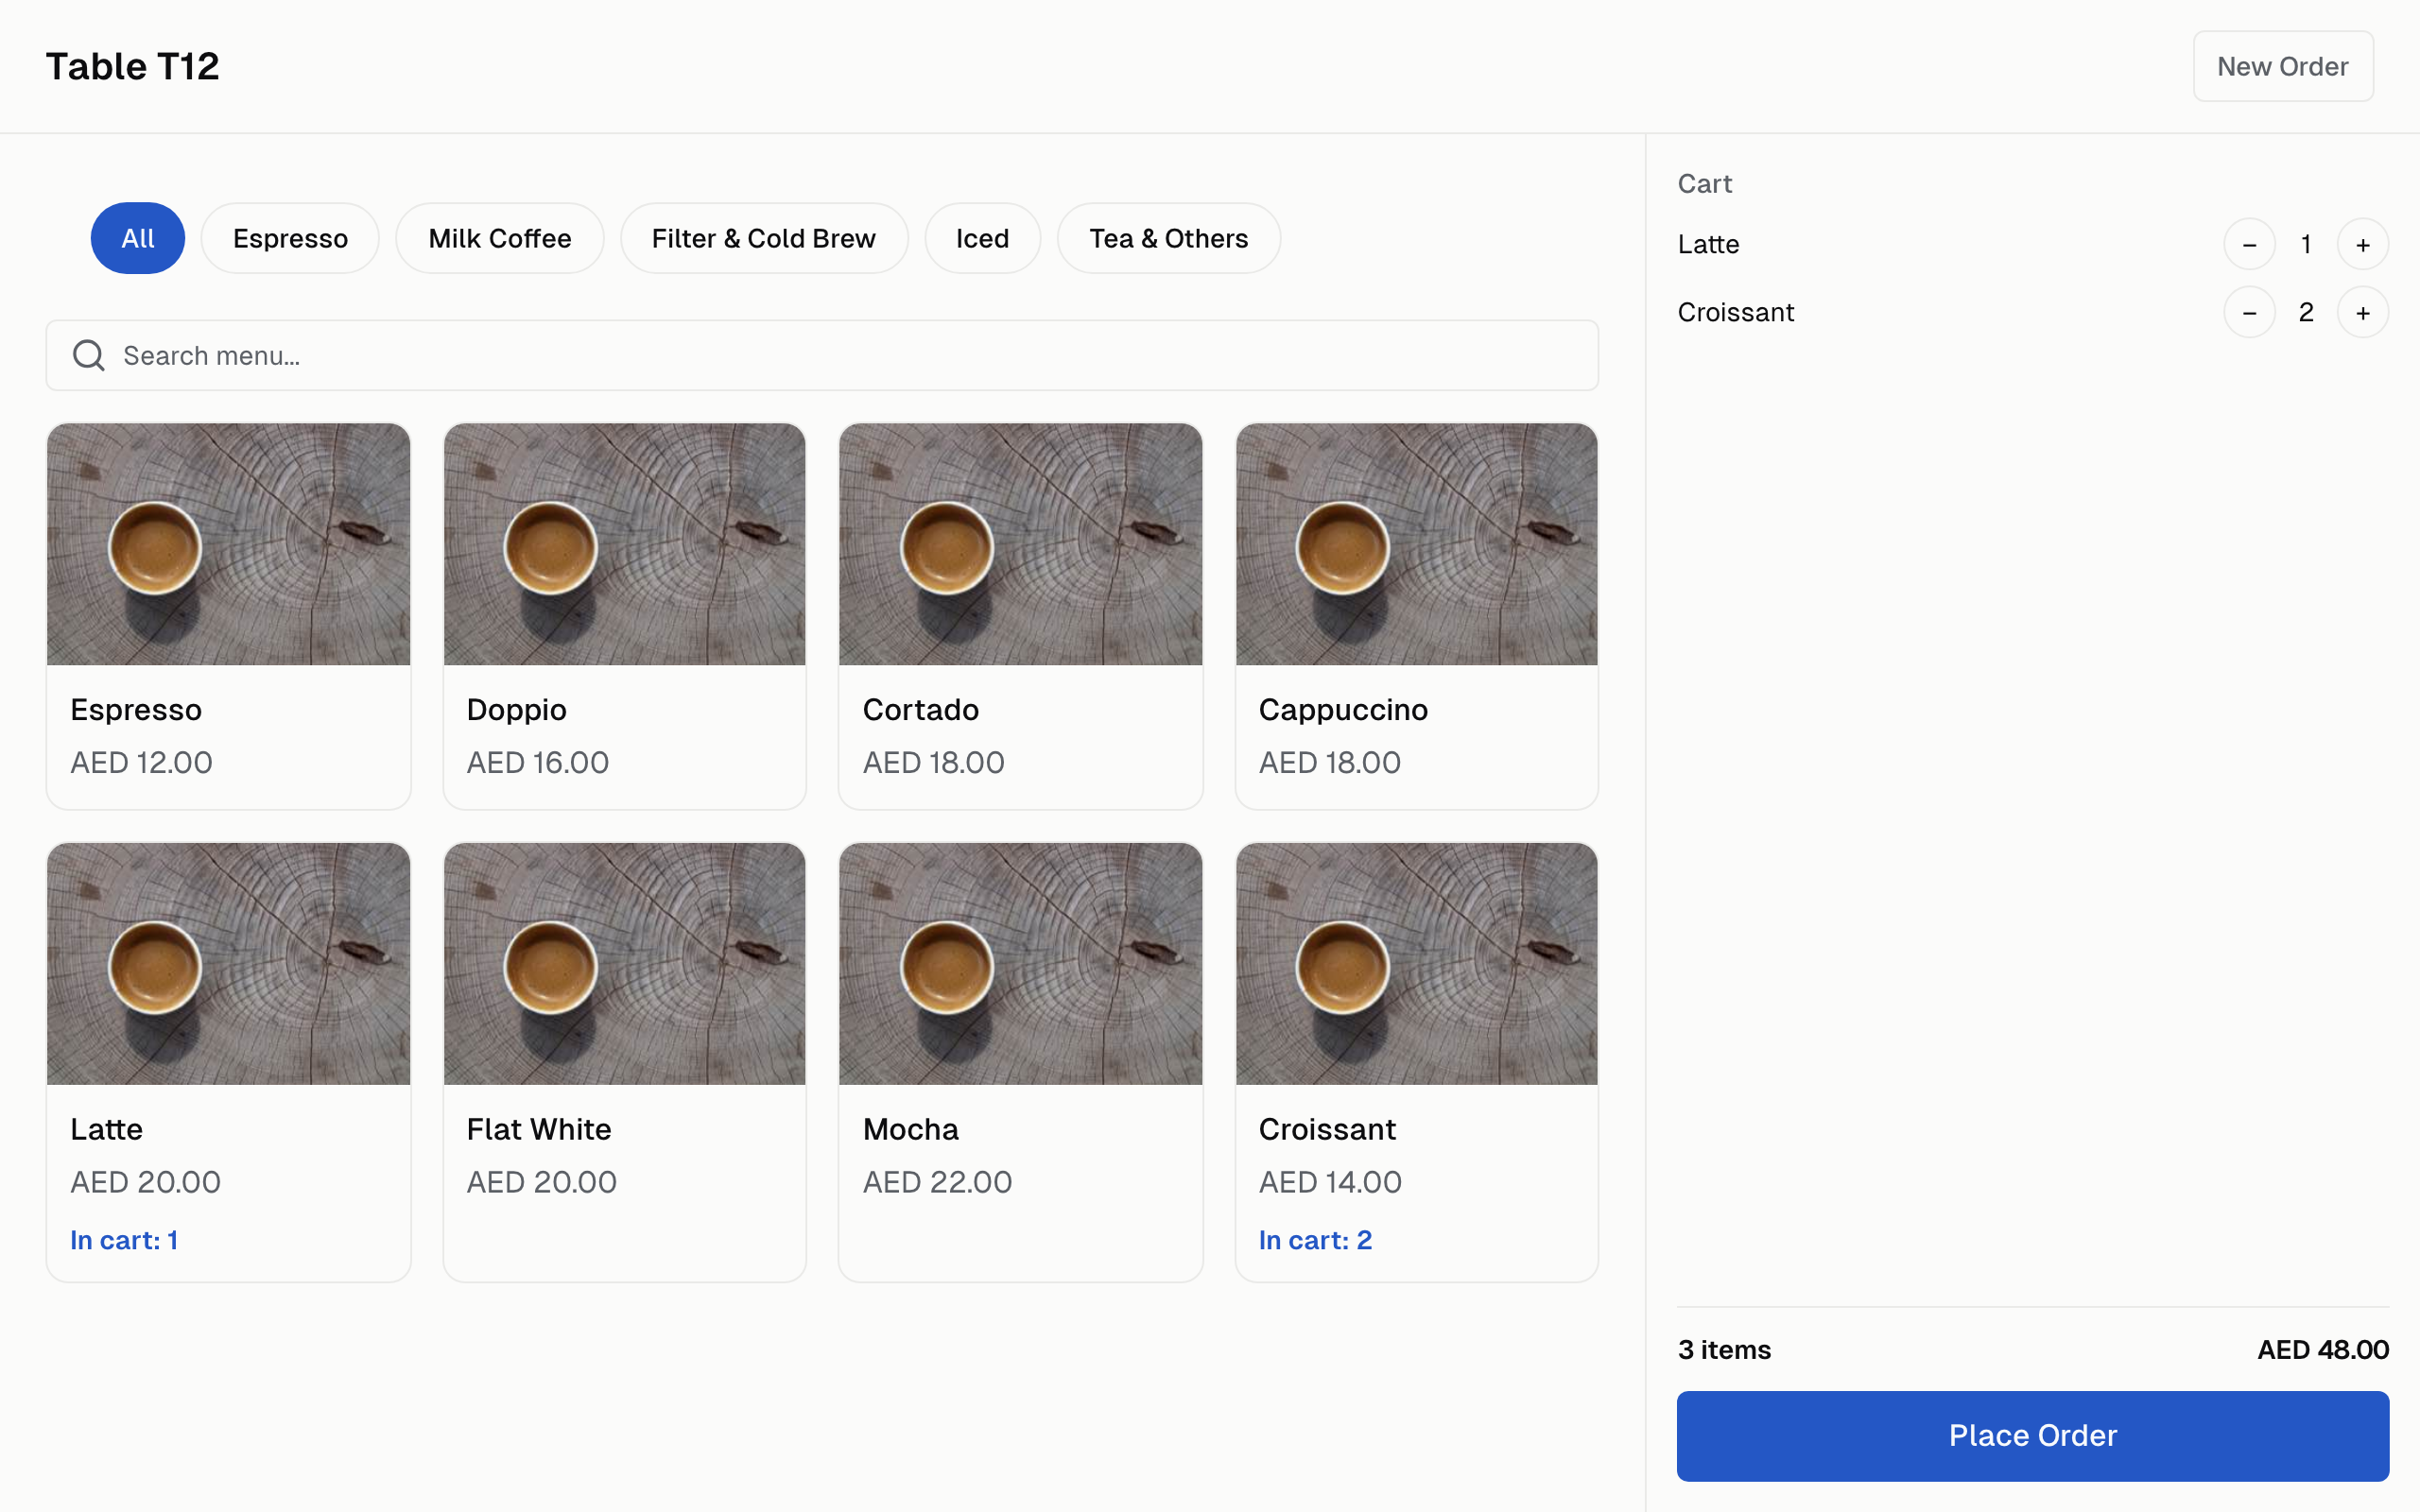 Table T12
New Order
All
Espresso
Milk Coffee
Filter & Cold Brew
Iced
Tea & Others
Search menu...
Espresso
AED 12.00
Doppio
AED 16.00
Cortado
AED 18.00
Cappuccino
AED 18.00
Latte
AED 20.00
In cart: 1
Flat White
AED 20.00
Mocha
AED 22.00
Croissant
AED 14.00
In cart: 2
Cart
Latte − 1 +
Croissant − 2 +
3 items AED 48.00
Place Order